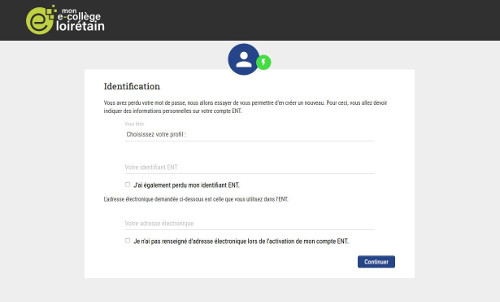 mon
e-collège
loirétain
Identification
Vous avez perdu votre mot de passe, nous allons essayer de vous permettre d'en créer un nouveau. Pour ceci, vous allez devoir
indiquer des informations personnelles sur votre compte ENT.
Vous êtes
Choisissez votre profil :
Votre identifiant ENT
J'ai également perdu mon identifiant ENT.
L'adresse électronique demandée ci-dessous est celle que vous utilisez dans l'ENT.
Votre adresse électronique
Je n'ai pas renseigné d'adresse électronique lors de l'activation de mon compte ENT.
Continuer